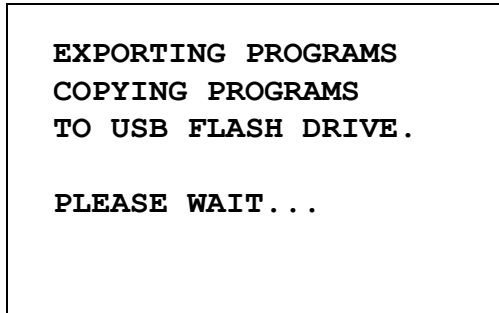 EXPORTING PROGRAMS
COPYING PROGRAMS
TO USB FLASH DRIVE.
PLEASE WAIT...